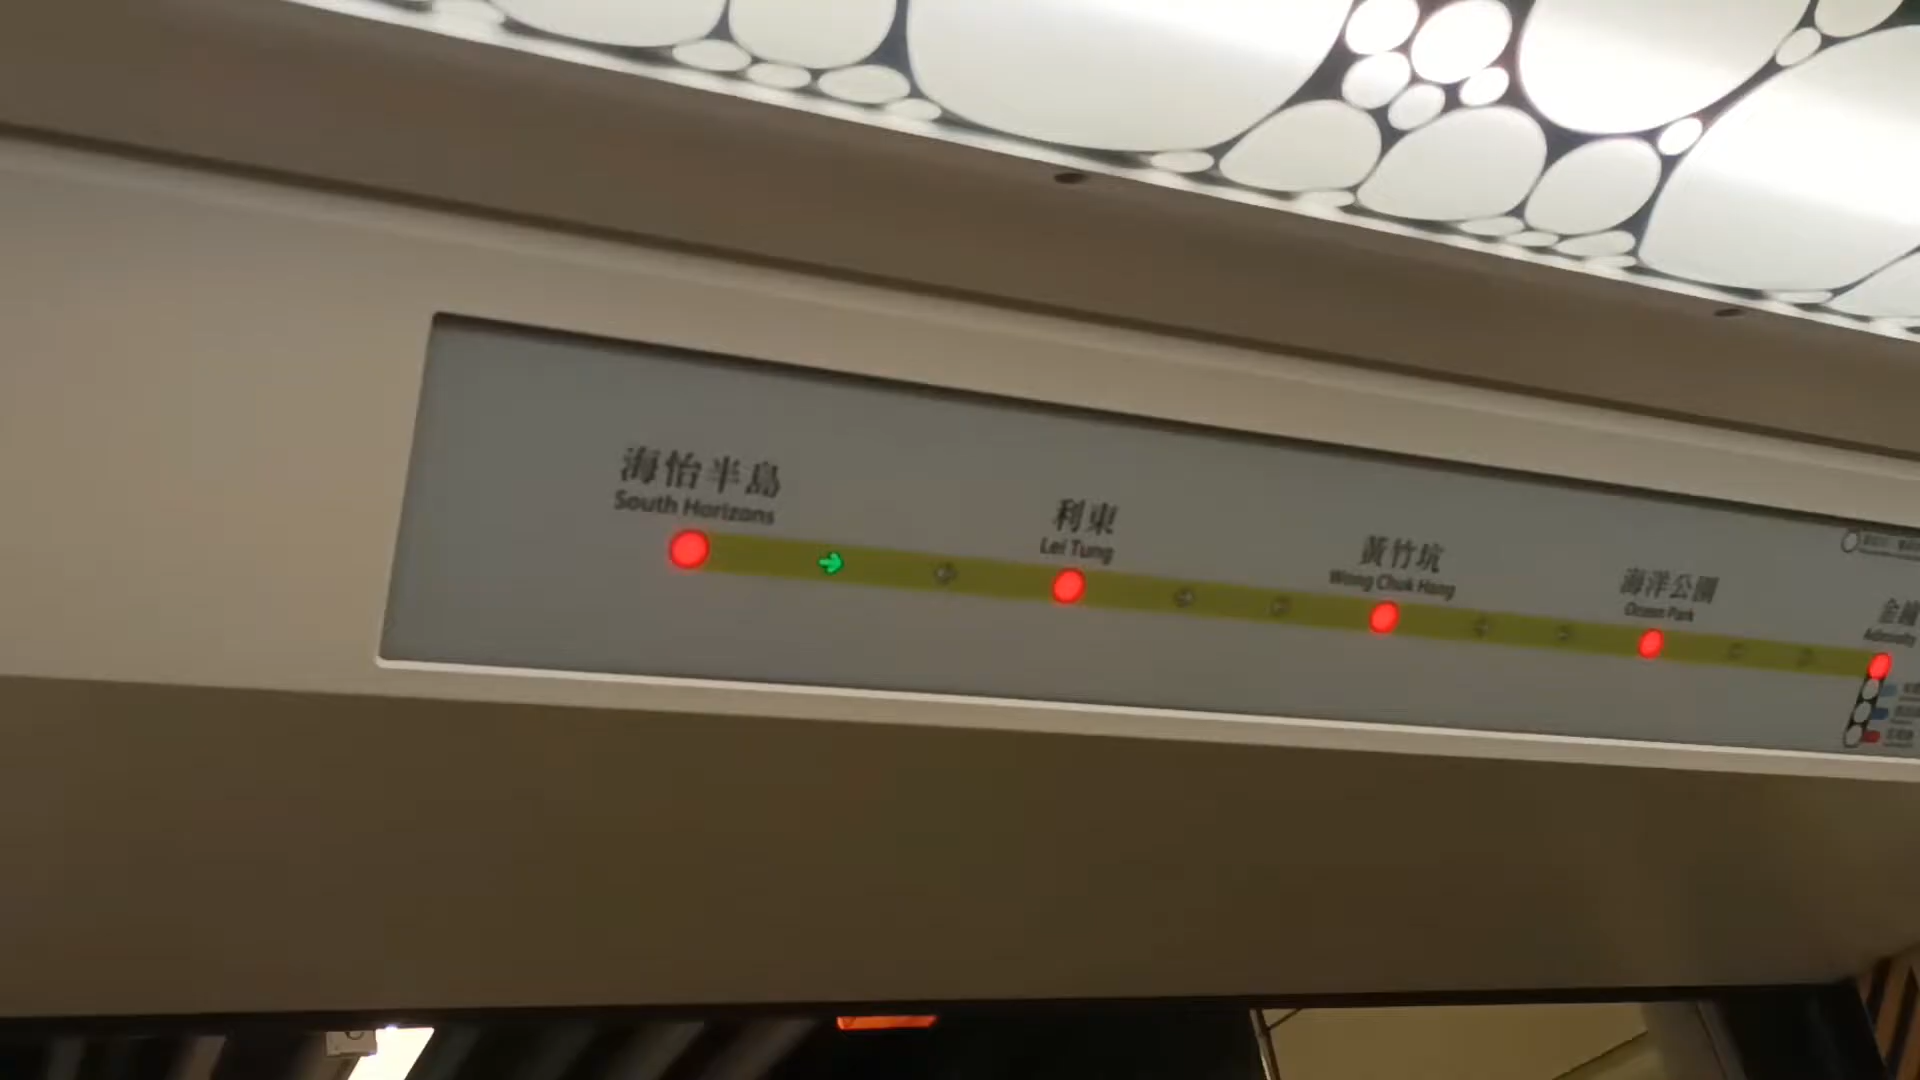 海怡半島
South Horizons
利東
Lei Tung
黃竹坑
Wong Chuk Hang
海洋公園
Ocean Park
金鐘
Admiralty